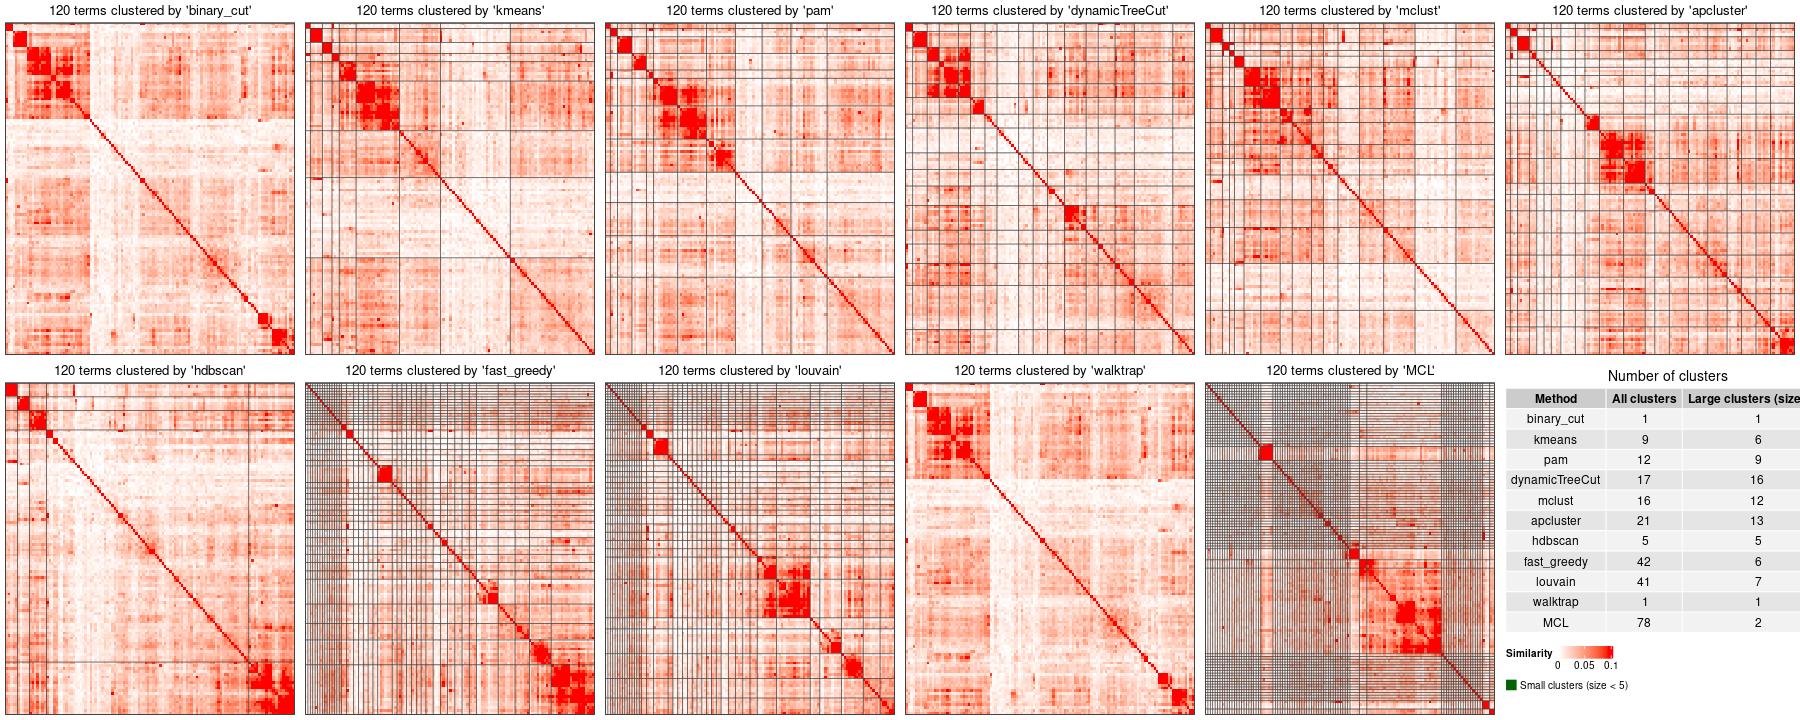 120 terms clustered by 'binary_cut'
120 terms clustered by 'kmeans'
120 terms clustered by 'pam'
120 terms clustered by 'dynamicTreeCut'
120 terms clustered by 'mclust'
120 terms clustered by 'apcluster'
120 terms clustered by 'hdbscan'
120 terms clustered by 'fast_greedy'
120 terms clustered by 'louvain'
120 terms clustered by 'walktrap'
120 terms clustered by 'MCL'
Number of clusters
Method All clusters Large clusters (size
binary_cut 1 1
kmeans 9 6
pam 12 9
dynamicTreeCut 17 16
mclust 16 12
apcluster 21 13
hdbscan 5 5
fast_greedy 42 6
louvain 41 7
walktrap 1 1
MCL 78 2
Similarity
0 0.05 0.1
Small clusters (size < 5)